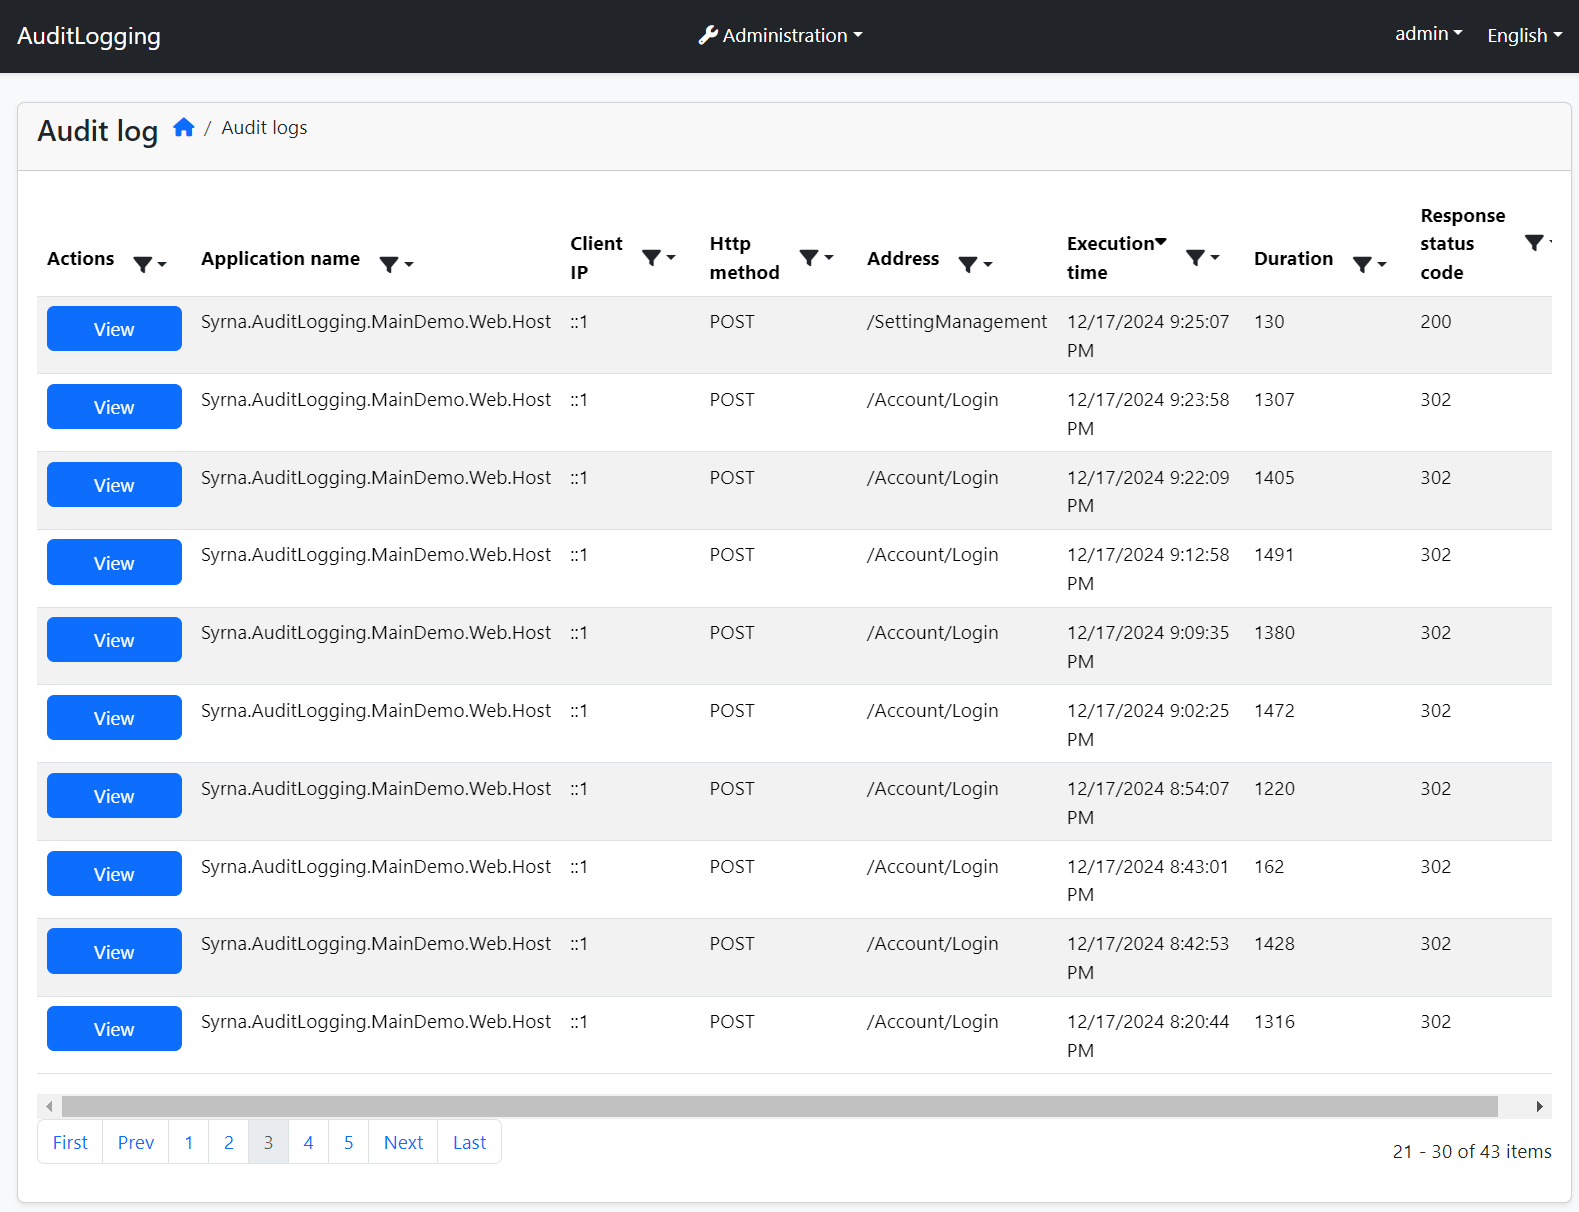 AuditLogging Administration admin English
Audit log / Audit logs
Actions Application name Client IP Http method Address Execution time Duration Response status code
View Syrna.AuditLogging.MainDemo.Web.Host ::1 POST /SettingManagement 12/17/2024 9:25:07 PM 130 200
View Syrna.AuditLogging.MainDemo.Web.Host ::1 POST /Account/Login 12/17/2024 9:23:58 PM 1307 302
View Syrna.AuditLogging.MainDemo.Web.Host ::1 POST /Account/Login 12/17/2024 9:22:09 PM 1405 302
View Syrna.AuditLogging.MainDemo.Web.Host ::1 POST /Account/Login 12/17/2024 9:12:58 PM 1491 302
View Syrna.AuditLogging.MainDemo.Web.Host ::1 POST /Account/Login 12/17/2024 9:09:35 PM 1380 302
View Syrna.AuditLogging.MainDemo.Web.Host ::1 POST /Account/Login 12/17/2024 9:02:25 PM 1472 302
View Syrna.AuditLogging.MainDemo.Web.Host ::1 POST /Account/Login 12/17/2024 8:54:07 PM 1220 302
View Syrna.AuditLogging.MainDemo.Web.Host ::1 POST /Account/Login 12/17/2024 8:43:01 PM 162 302
View Syrna.AuditLogging.MainDemo.Web.Host ::1 POST /Account/Login 12/17/2024 8:42:53 PM 1428 302
View Syrna.AuditLogging.MainDemo.Web.Host ::1 POST /Account/Login 12/17/2024 8:20:44 PM 1316 302
First Prev 1 2 3 4 5 Next Last
21 - 30 of 43 items